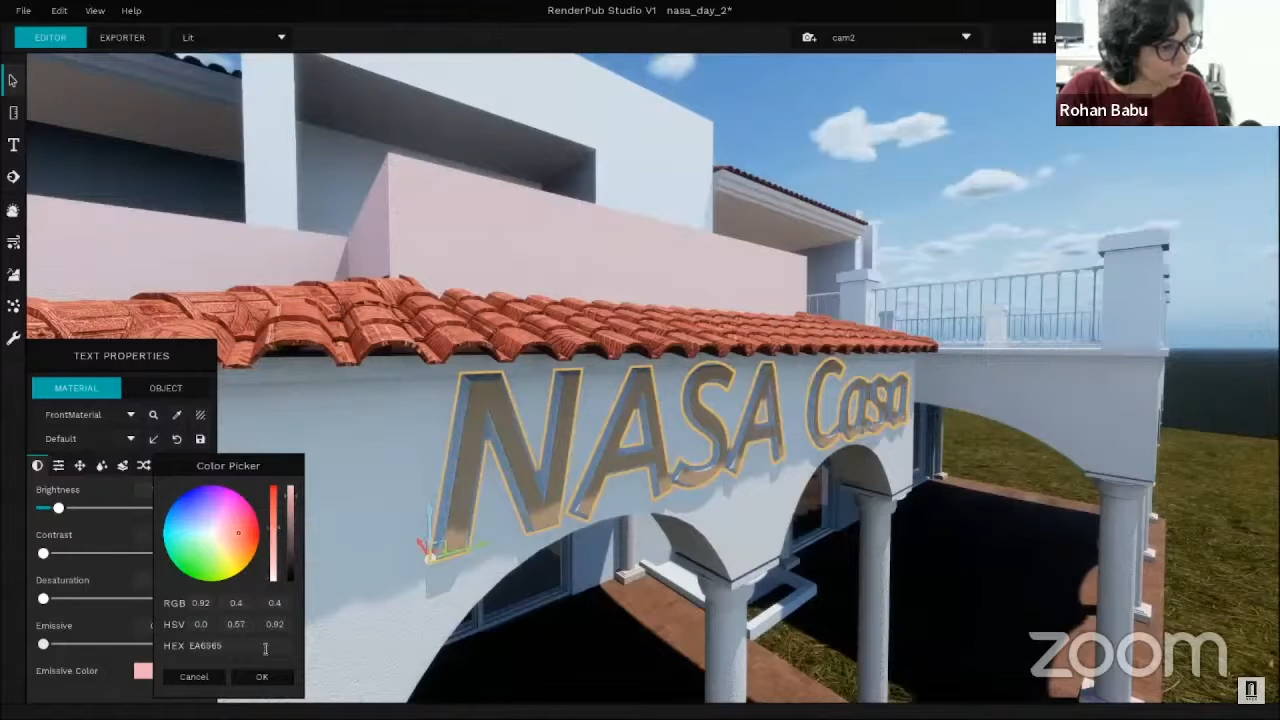 File Edit View Help
RenderPub Studio V1 nasa_day_2*
EDITOR EXPORTER
Lit
cam2
Rohan Babu
T
NASA Casa
TEXT PROPERTIES
MATERIAL OBJECT
FrontMaterial
Default
Color Picker
Brightness
Contrast
Desaturation
Emissive
Emissive Color
RGB 0.92 0.4 0.4
HSV 0.0 0.57 0.92
HEX EA6965
Cancel OK
zoom